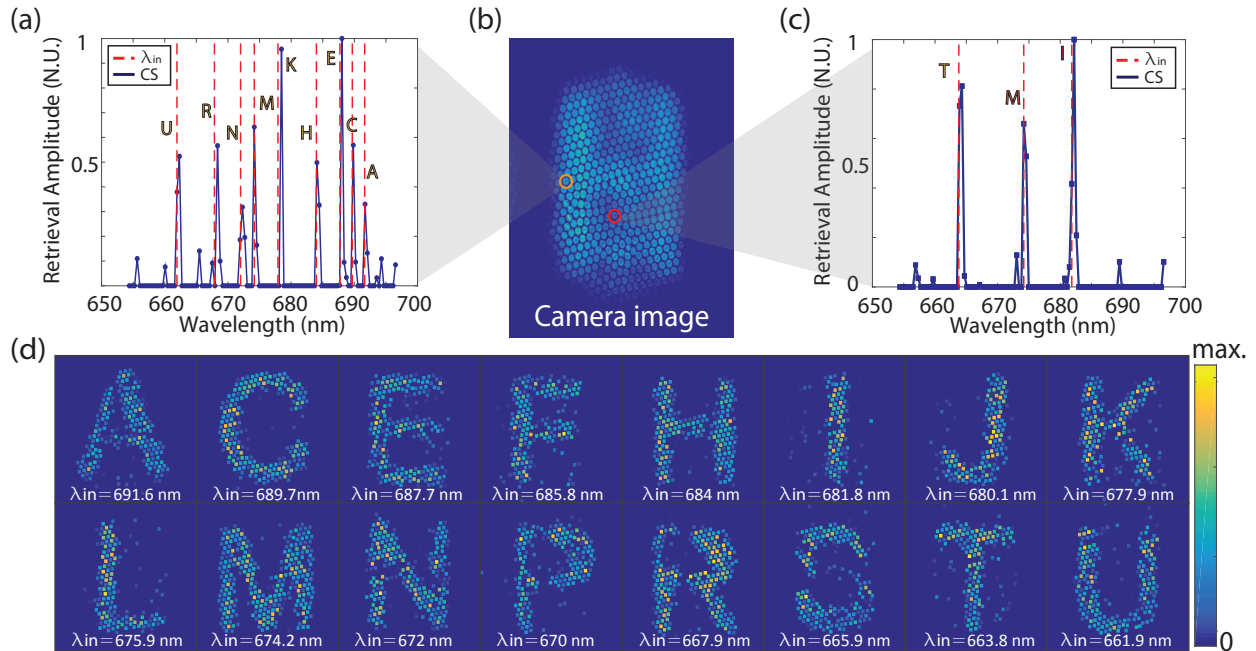 (a)
Retrieval Amplitude (N.U.)
1
0.5
0
650 660 670 680 690 700
Wavelength (nm)
λin
CS
U
R
N
M
K
H
E
C
A
(b)
Camera image
(c)
Retrieval Amplitude (N.U.)
1
0.5
0
650 660 670 680 690 700
Wavelength (nm)
λin
CS
T
M
I
(d)
A C E F H I J K
λin=691.6 nm λin=689.7nm λin=687.7 nm λin=685.8 nm λin=684 nm λin=681.8 nm λin=680.1 nm λin=677.9 nm
L M N P R S T U
λin=675.9 nm λin=674.2 nm λin=672 nm λin=670 nm λin=667.9 nm λin=665.9 nm λin=663.8 nm λin=661.9 nm
max.
0